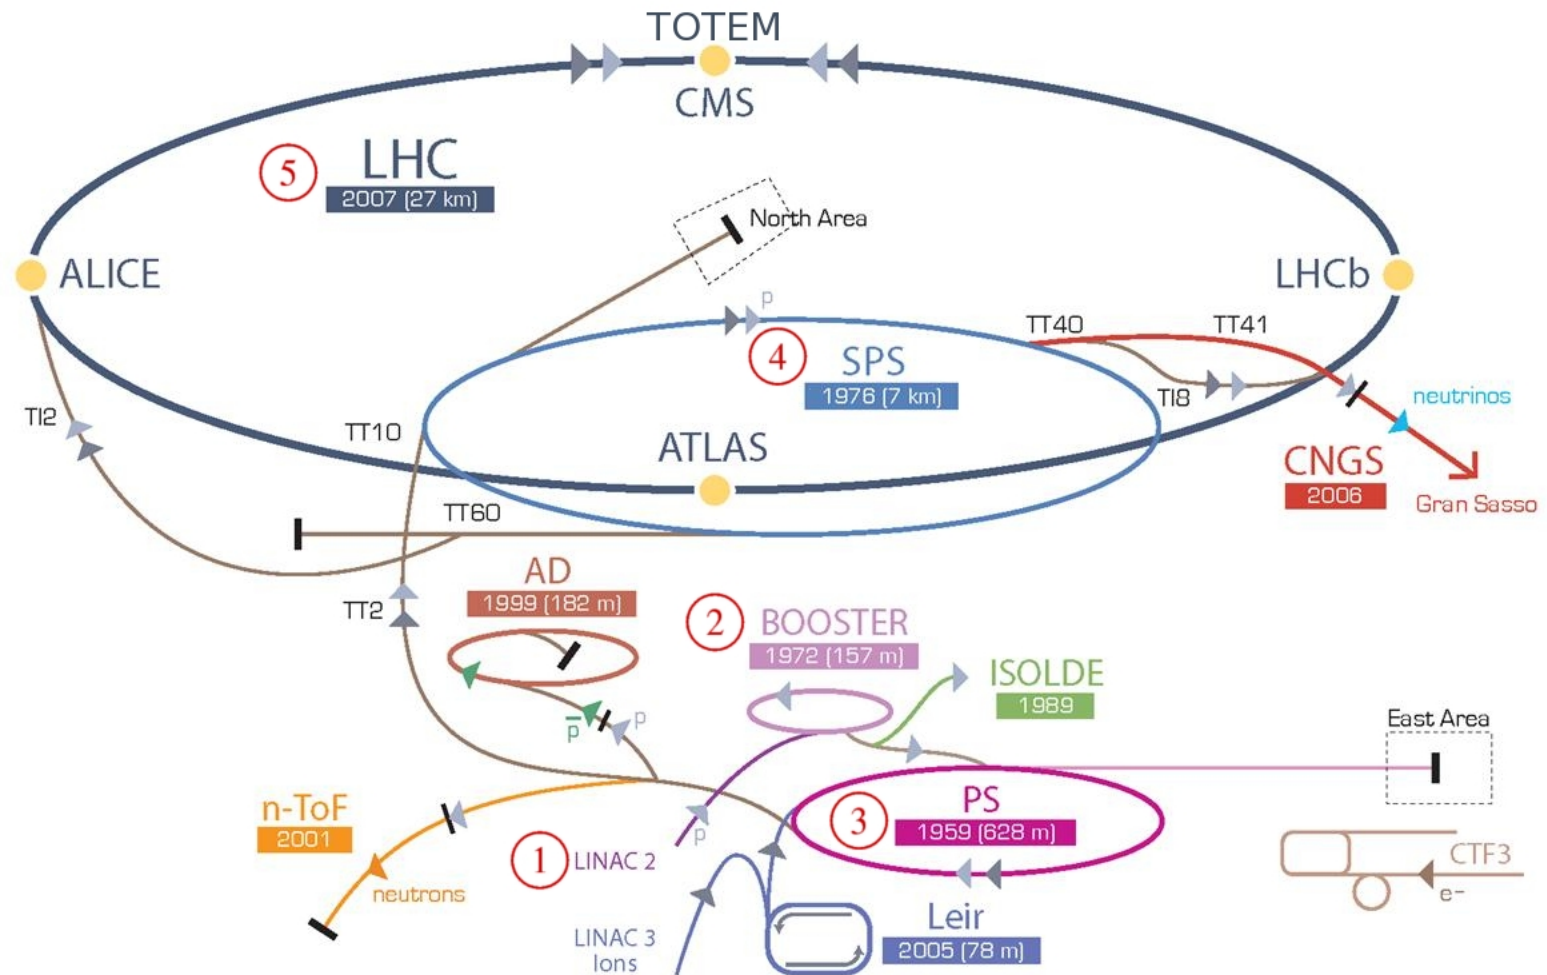 TOTEM
CMS
5
LHC
2007 (27 km)
North Area
ALICE
LHCb
p
4
SPS
1976 (7 km)
TT40
TT41
TI8
neutrinos
TI2
TT10
ATLAS
CNGS
2006
Gran Sasso
TT60
AD
1999 (182 m)
TT2
2
BOOSTER
1972 (157 m)
ISOLDE
1989
p̅
p
East Area
n-ToF
2001
neutrons
1
LINAC 2
p
3
PS
1959 (628 m)
CTF3
e-
LINAC 3
Ions
Leir
2005 (78 m)